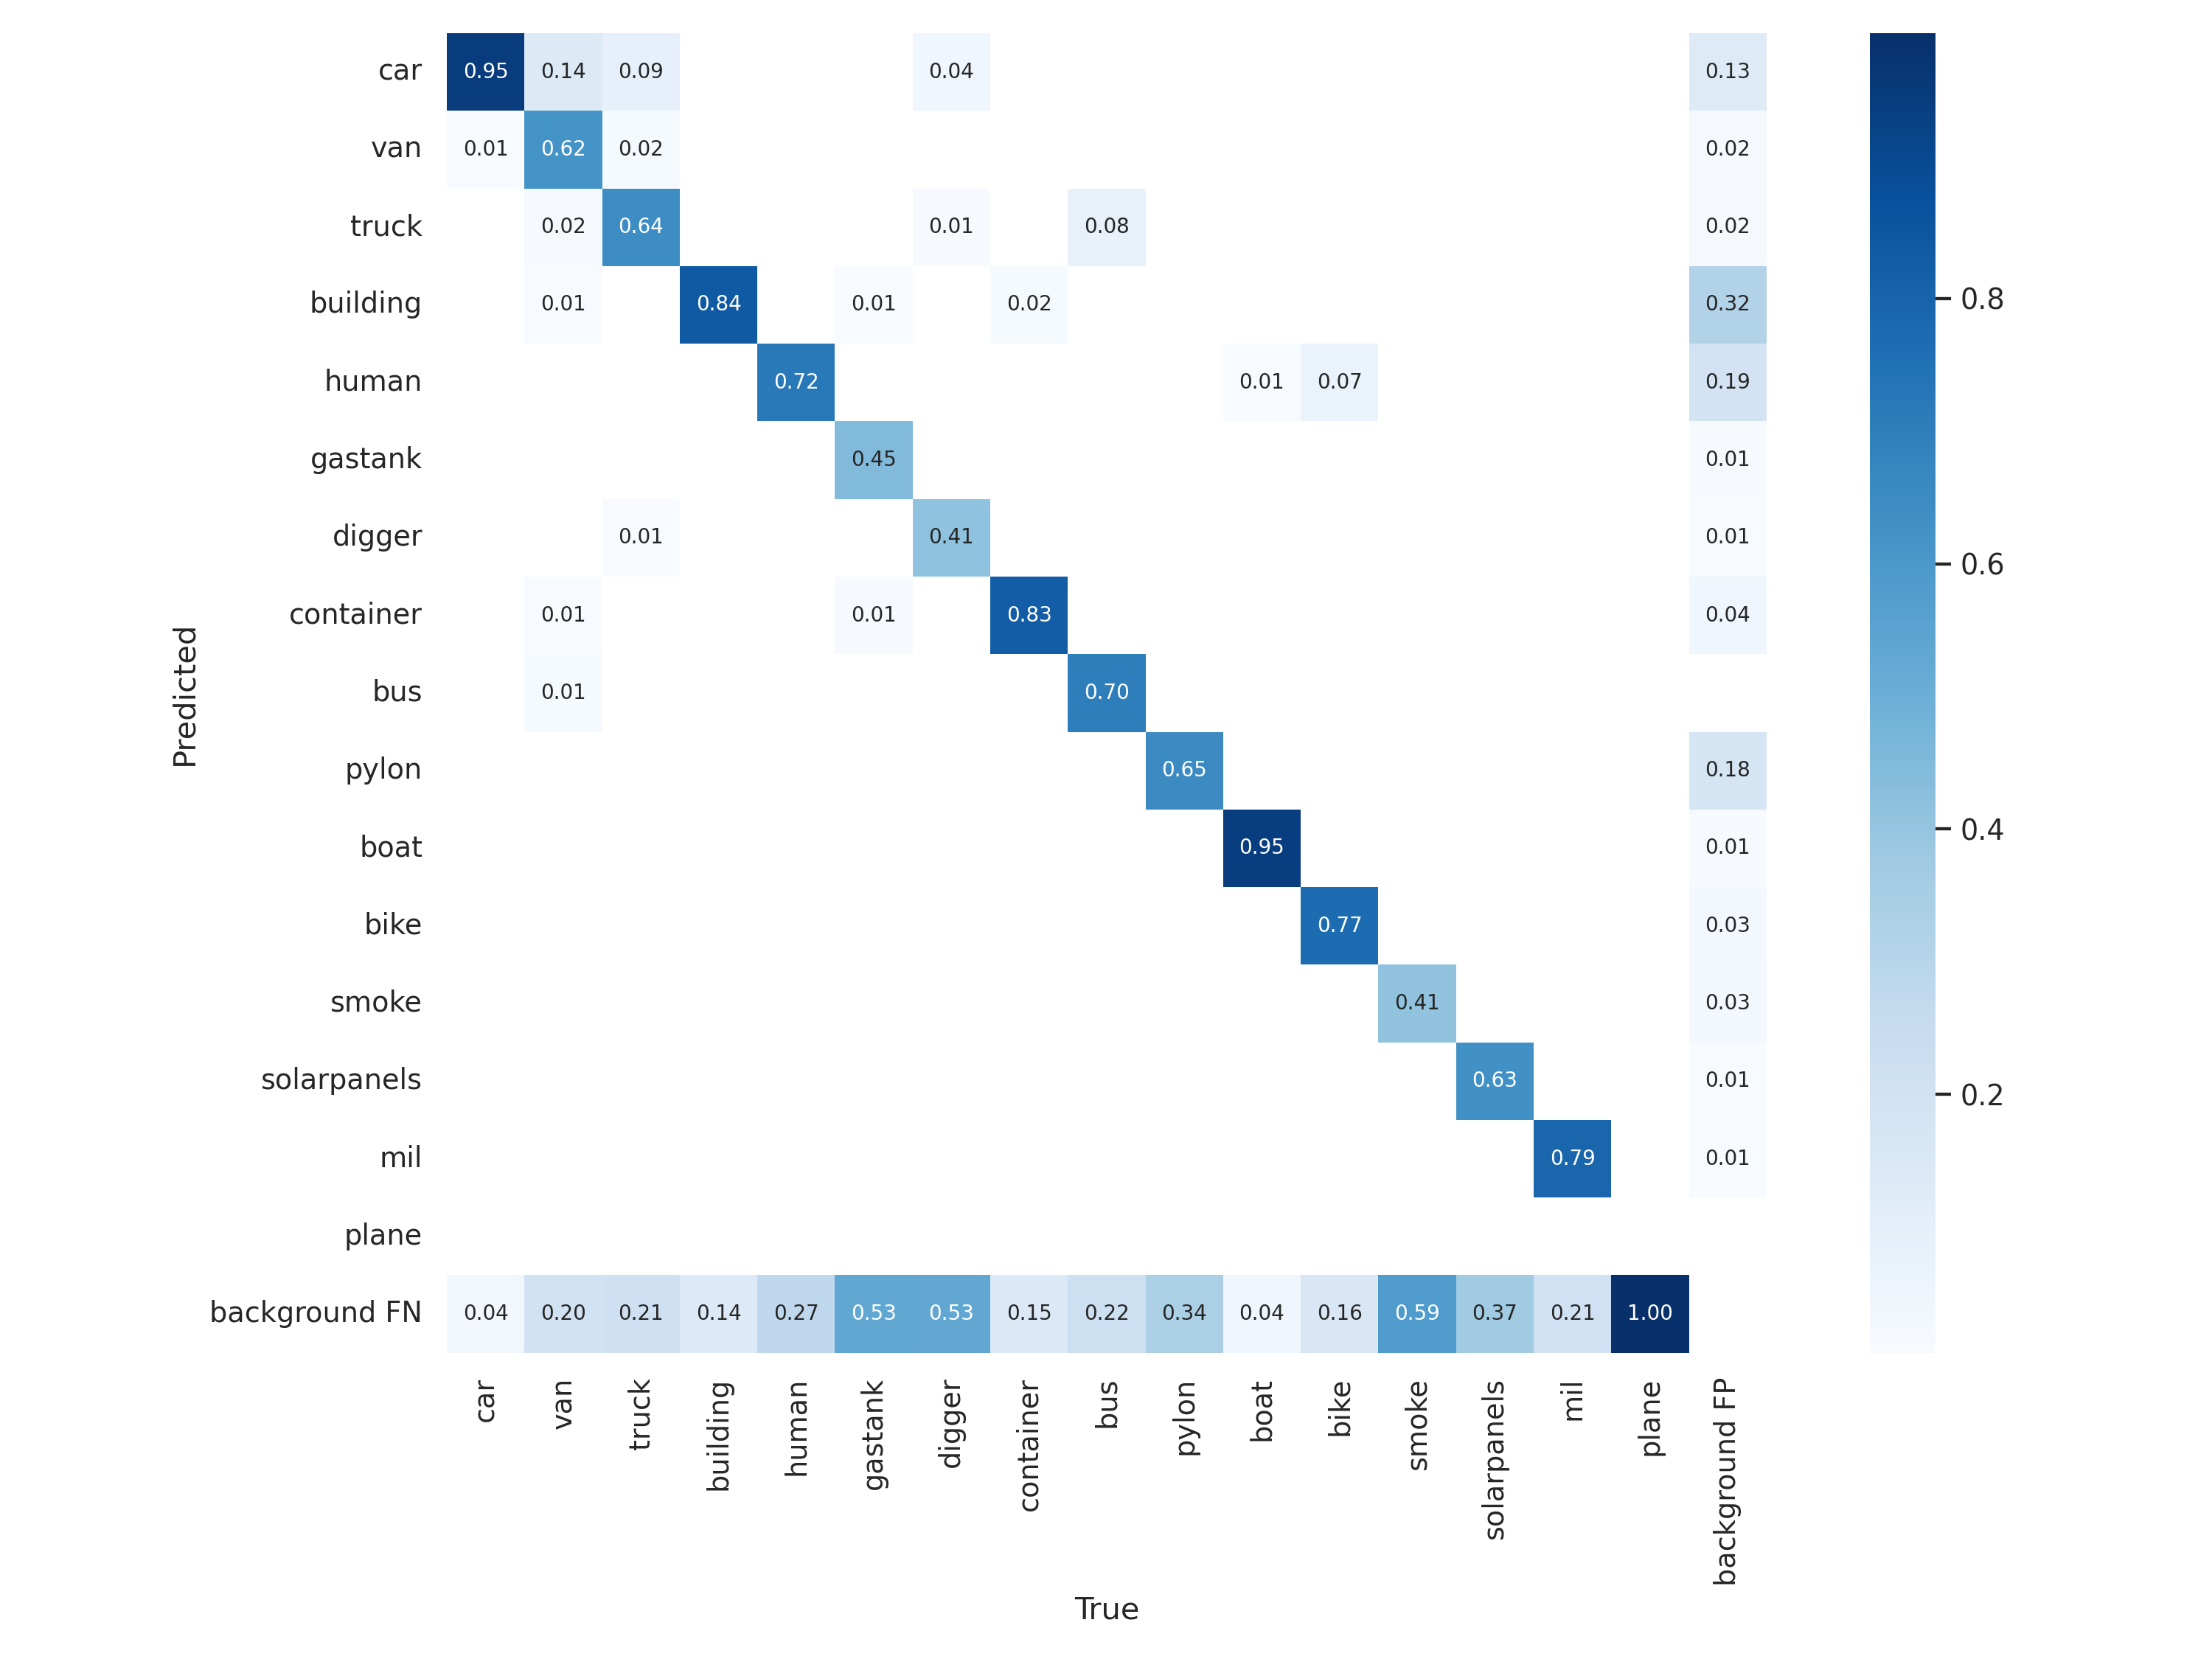 car 0.95 0.14 0.09 0.04 0.13
van 0.01 0.62 0.02 0.02
truck 0.02 0.64 0.01 0.08 0.02
building 0.01 0.84 0.01 0.02 0.32
human 0.72 0.01 0.07 0.19
gastank 0.45 0.01
digger 0.01 0.41 0.01
container 0.01 0.01 0.83 0.04
bus 0.01 0.70
pylon 0.65 0.18
boat 0.95 0.01
bike 0.77 0.03
smoke 0.41 0.03
solarpanels 0.63 0.01
mil 0.79 0.01
plane
background FN 0.04 0.20 0.21 0.14 0.27 0.53 0.53 0.15 0.22 0.34 0.04 0.16 0.59 0.37 0.21 1.00
Predicted
car
van
truck
building
human
gastank
digger
container
bus
pylon
boat
bike
smoke
solarpanels
mil
plane
background FP
True
0.8
0.6
0.4
0.2